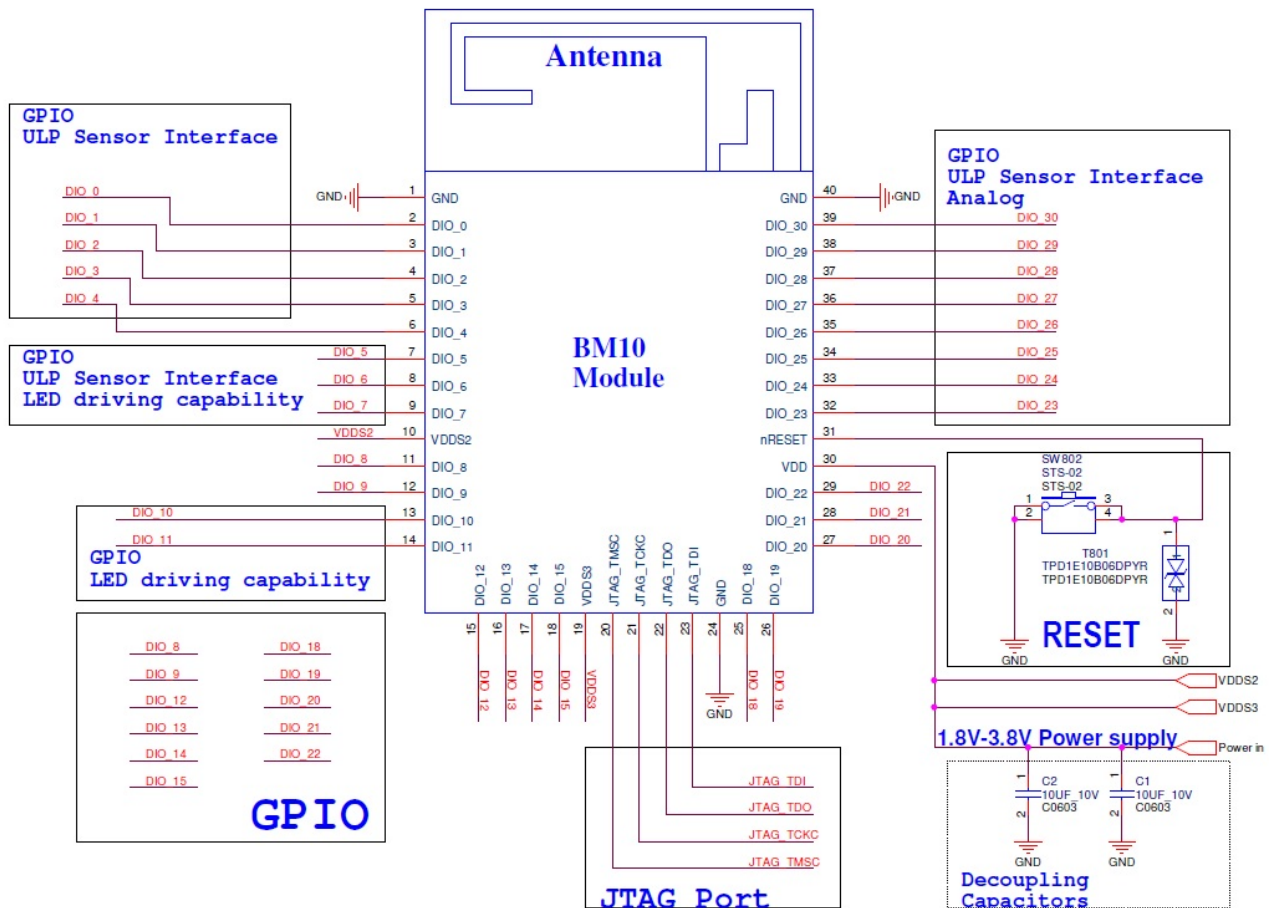 Antenna
GPIO
ULP Sensor Interface
DIO_0
DIO_1
DIO_2
DIO_3
DIO_4
GPIO
ULP Sensor Interface
LED driving capability
DIO_5
DIO_6
DIO_7
VDDS2
DIO_8
DIO_9
DIO_10
DIO_11
GPIO
LED driving capability
GND
1 GND
2 DIO_0
3 DIO_1
4 DIO_2
5 DIO_3
6 DIO_4
7 DIO_5
8 DIO_6
9 DIO_7
10 VDDS2
11 DIO_8
12 DIO_9
13 DIO_10
14 DIO_11
BM10
Module
GND 40
GND
DIO_30 39
DIO_29 38
DIO_28 37
DIO_27 36
DIO_26 35
DIO_25 34
DIO_24 33
DIO_23 32
nRESET 31
VDD 30
DIO_22 29 DIO_22
DIO_21 28 DIO_21
DIO_20 27 DIO_20
DIO_12 15 DIO_12
DIO_13 16 DIO_13
DIO_14 17 DIO_14
DIO_15 18 DIO_15
VDDS3 19 VDDS3
JTAG_TMSC 20
JTAG_TCKC 21
JTAG_TDO 22
JTAG_TDI 23
GND 24 GND
DIO_18 25 DIO_18
DIO_19 26 DIO_19
GPIO
ULP Sensor Interface
Analog
DIO_30
DIO_29
DIO_28
DIO_27
DIO_26
DIO_25
DIO_24
DIO_23
SW802
STS-02
STS-02
1 3
2 4
1
T801
TPD1E10B06DPYR
TPD1E10B06DPYR
2
RESET
GND GND
VDDS2
VDDS3
1.8V-3.8V Power supply
Power in
1 C2
10UF_10V
2 C0603
GND
1 C1
10UF_10V
2 C0603
GND
Decoupling
Capacitors
DIO_8 DIO_18
DIO_9 DIO_19
DIO_12 DIO_20
DIO_13 DIO_21
DIO_14 DIO_22
DIO_15
GPIO
JTAG_TDI
JTAG_TDO
JTAG_TCKC
JTAG_TMSC
JTAG Port